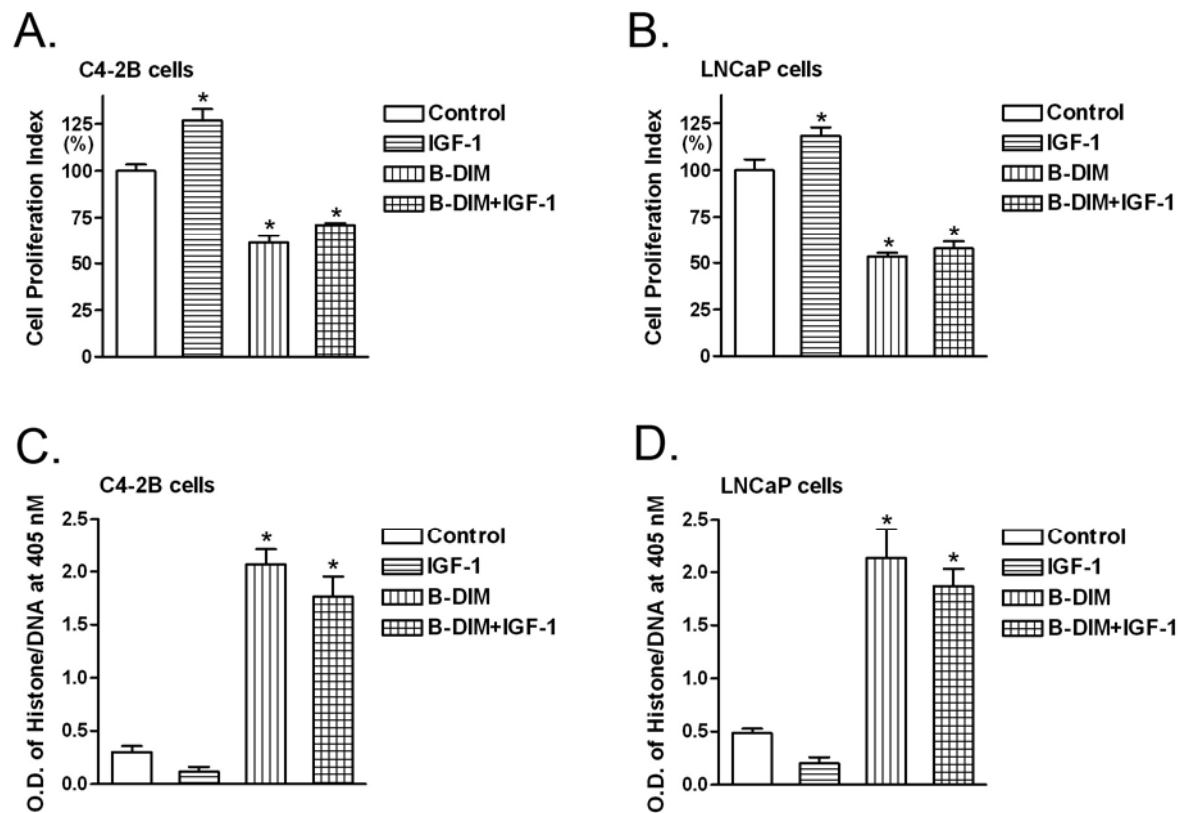 A.
C4-2B cells
Cell Proliferation Index
125
(%)
100
75
50
25
0
*
*
*
Control
IGF-1
B-DIM
B-DIM+IGF-1
B.
LNCaP cells
Cell Proliferation Index
125
(%)
100
75
50
25
0
*
*
*
Control
IGF-1
B-DIM
B-DIM+IGF-1
C.
C4-2B cells
O.D. of Histone/DNA at 405 nM
2.5
2.0
1.5
1.0
0.5
0.0
*
*
Control
IGF-1
B-DIM
B-DIM+IGF-1
D.
LNCaP cells
O.D. of Histone/DNA at 405 nM
2.5
2.0
1.5
1.0
0.5
0.0
*
*
Control
IGF-1
B-DIM
B-DIM+IGF-1